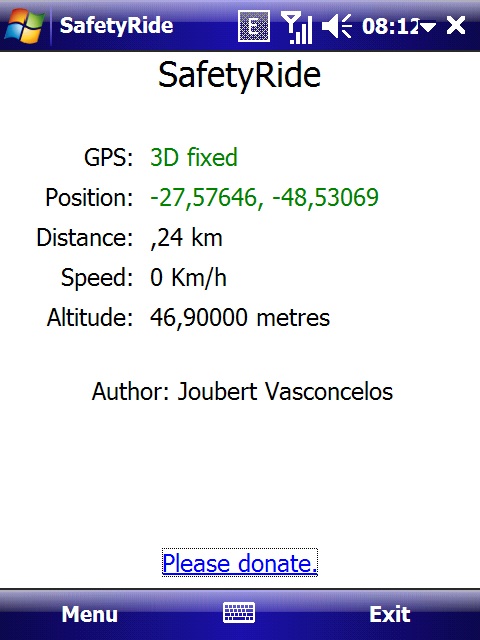 SafetyRide E 08:12
SafetyRide
GPS: 3D fixed
Position: -27,57646, -48,53069
Distance: ,24 km
Speed: 0 Km/h
Altitude: 46,90000 metres
Author: Joubert Vasconcelos
Please donate.
Menu Exit